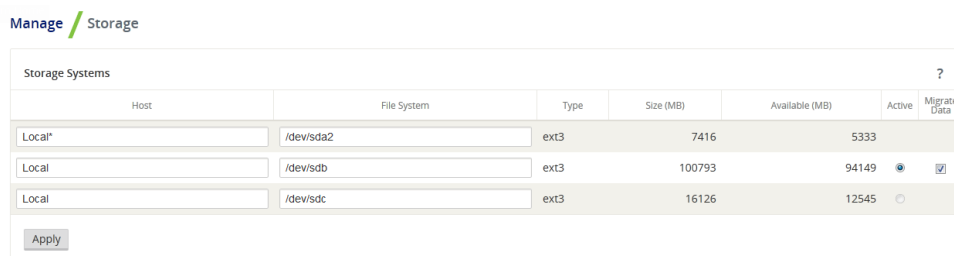 Manage / Storage
Storage Systems ?
Host File System Type Size (MB) Available (MB) Active Migrate Data
Local* /dev/sda2 ext3 7416 5333
Local /dev/sdb ext3 100793 94149
Local /dev/sdc ext3 16126 12545
Apply